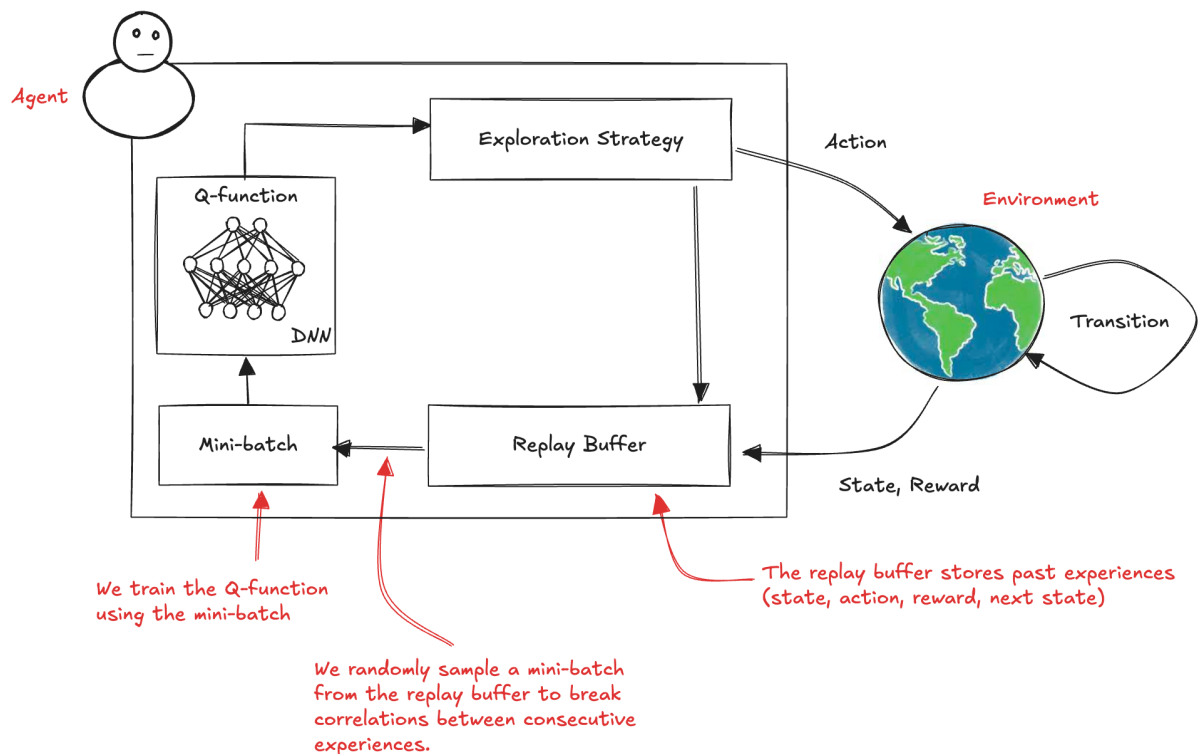 Agent
Exploration Strategy
Action
Q-function
Environment
DNN
Transition
Mini-batch
Replay Buffer
State, Reward
We train the Q-function
using the mini-batch
The replay buffer stores past experiences
(state, action, reward, next state)
We randomly sample a mini-batch
from the replay buffer to break
correlations between consecutive
experiences.